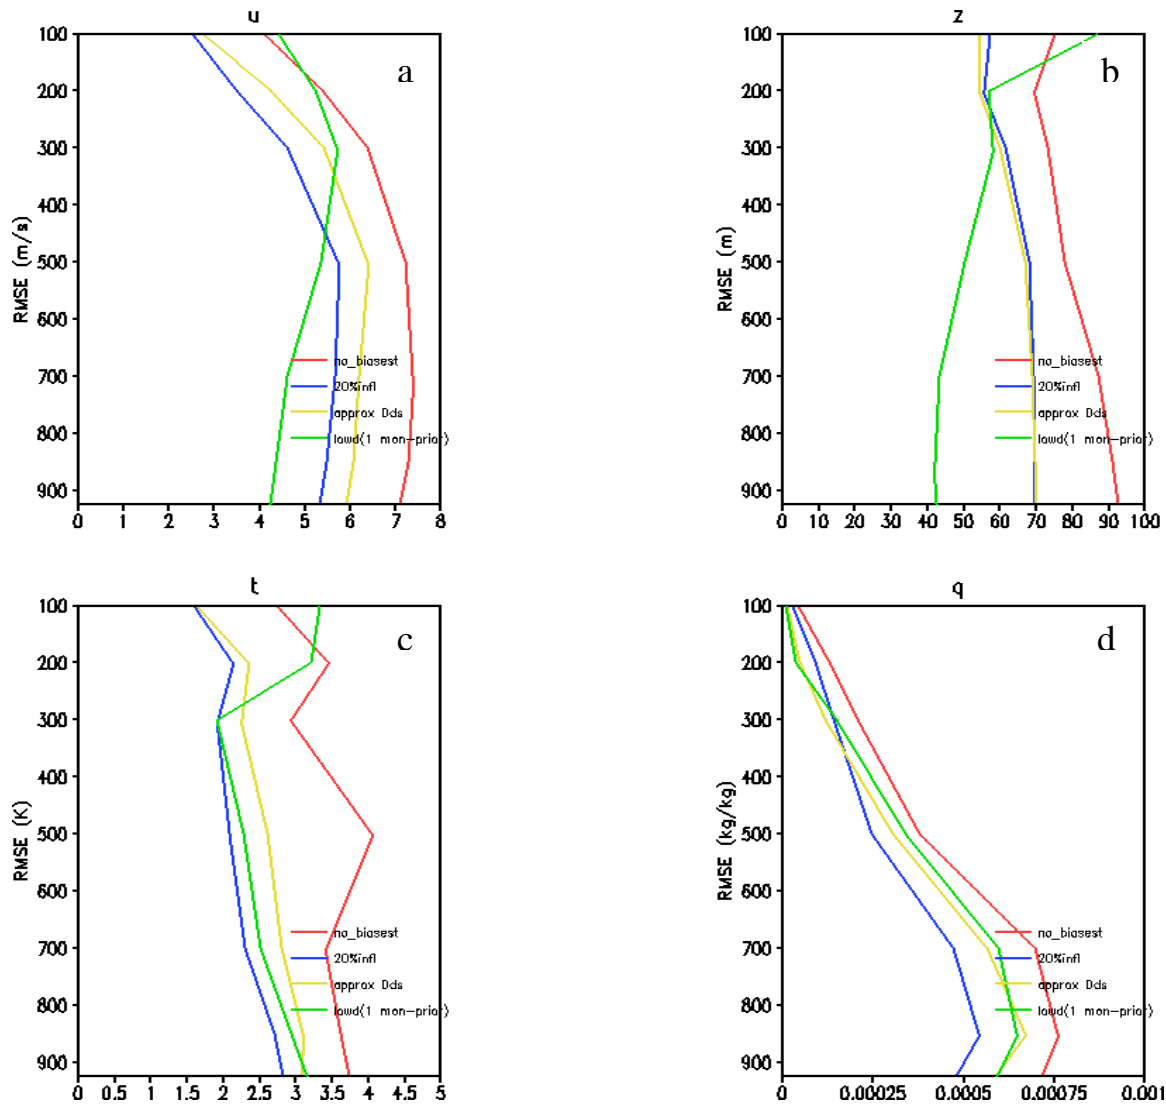 u
a
100
200
300
400
500
600
700
800
900
RMSE (m/s)
no_biasest
20%infl
approx Dds
lowd(1 mon-prior)
0 1 2 3 4 5 6 7 8
z
b
100
200
300
400
500
600
700
800
900
RMSE (m)
no_biasest
20%infl
approx Dds
lowd(1 mon-prior)
0 10 20 30 40 50 60 70 80 90 100
t
c
100
200
300
400
500
600
700
800
900
RMSE (K)
no_biasest
20%infl
approx Dds
lowd(1 mon-prior)
0 0.5 1 1.5 2 2.5 3 3.5 4 4.5 5
q
d
100
200
300
400
500
600
700
800
900
RMSE (kg/kg)
no_biasest
20%infl
approx Dds
lowd(1 mon-prior)
0 0.00025 0.0005 0.00075 0.001